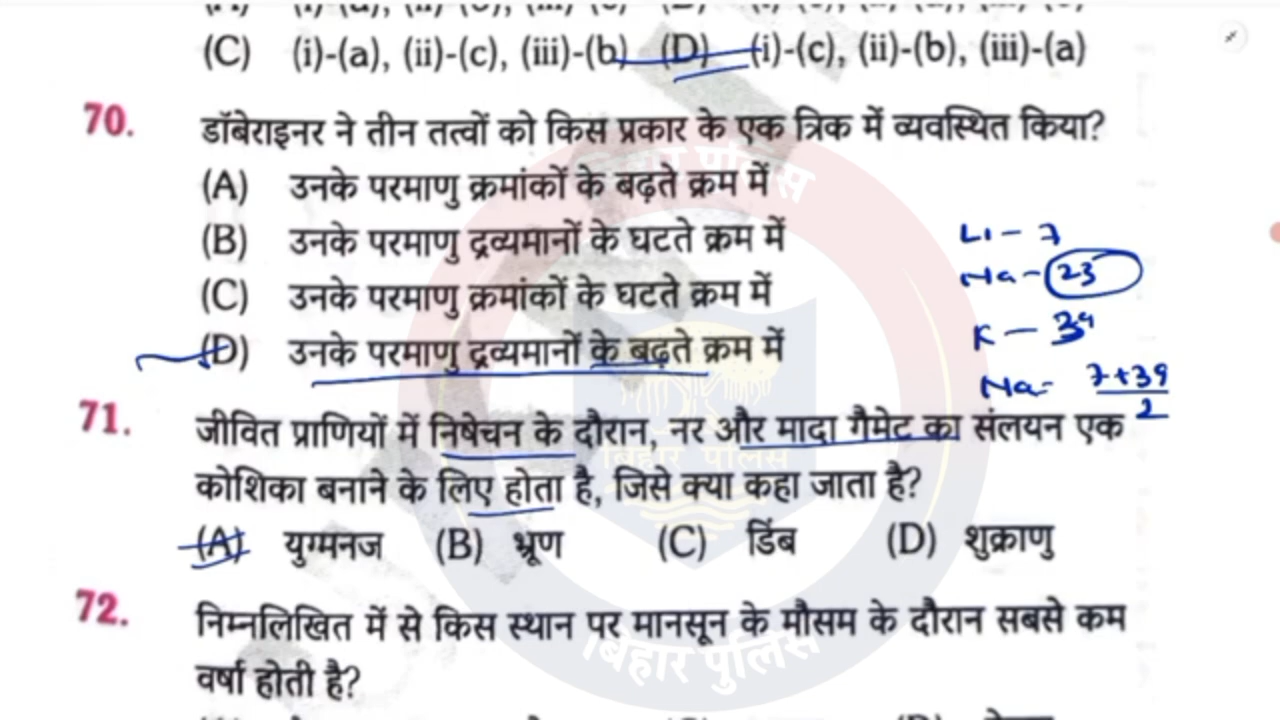 (C) (i)-(a), (ii)-(c), (iii)-(b) (D) (i)-(c), (ii)-(b), (iii)-(a)
70. डॉबेराइनर ने तीन तत्वों को किस प्रकार के एक त्रिक में व्यवस्थित किया?
(A) उनके परमाणु क्रमांकों के बढ़ते क्रम में
(B) उनके परमाणु द्रव्यमानों के घटते क्रम में
(C) उनके परमाणु क्रमांकों के घटते क्रम में
(D) उनके परमाणु द्रव्यमानों के बढ़ते क्रम में
Li - 7
Na - 23
K - 39
Na - 7+39
2
71. जीवित प्राणियों में निषेचन के दौरान, नर और मादा गैमेट का संलयन एक
कोशिका बनाने के लिए होता है, जिसे क्या कहा जाता है?
(A) युग्मनज (B) भ्रूण (C) डिंब (D) शुक्राणु
72. निम्नलिखित में से किस स्थान पर मानसून के मौसम के दौरान सबसे कम
वर्षा होती है?
बिहार पुलिस
बिहार पुलिस
बिहार पुलिस